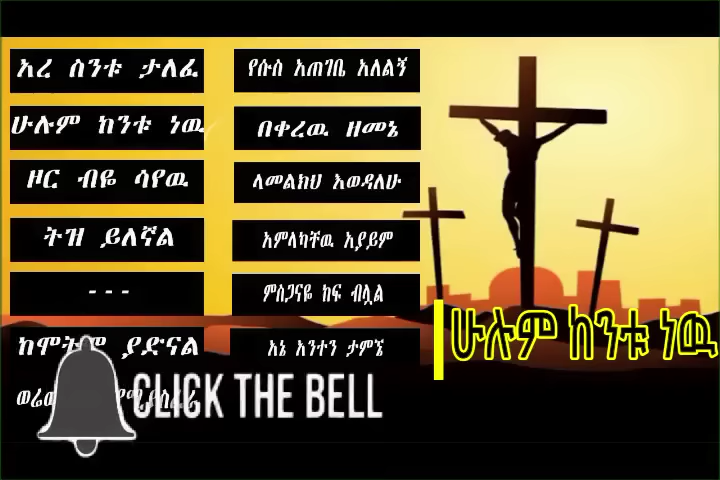 እረ ስንቱ ታለፈ
ሁሉም ከንቱ ነዉ
ዞር ብዬ ሳየዉ
ትዝ ይለኛል
---
ከሞትም ያድናል
የሱስ አጠገቤ አለልኝ
በቀረዉ ዘመኔ
ላመልክህ እወዳለሁ
አምላካቸዉ አያይም
ምስጋናዬ ከፍ ብሏል
እኔ አንተን ታምኜ
ሁሉም ከንቱ ነዉ
CLICK THE BELL